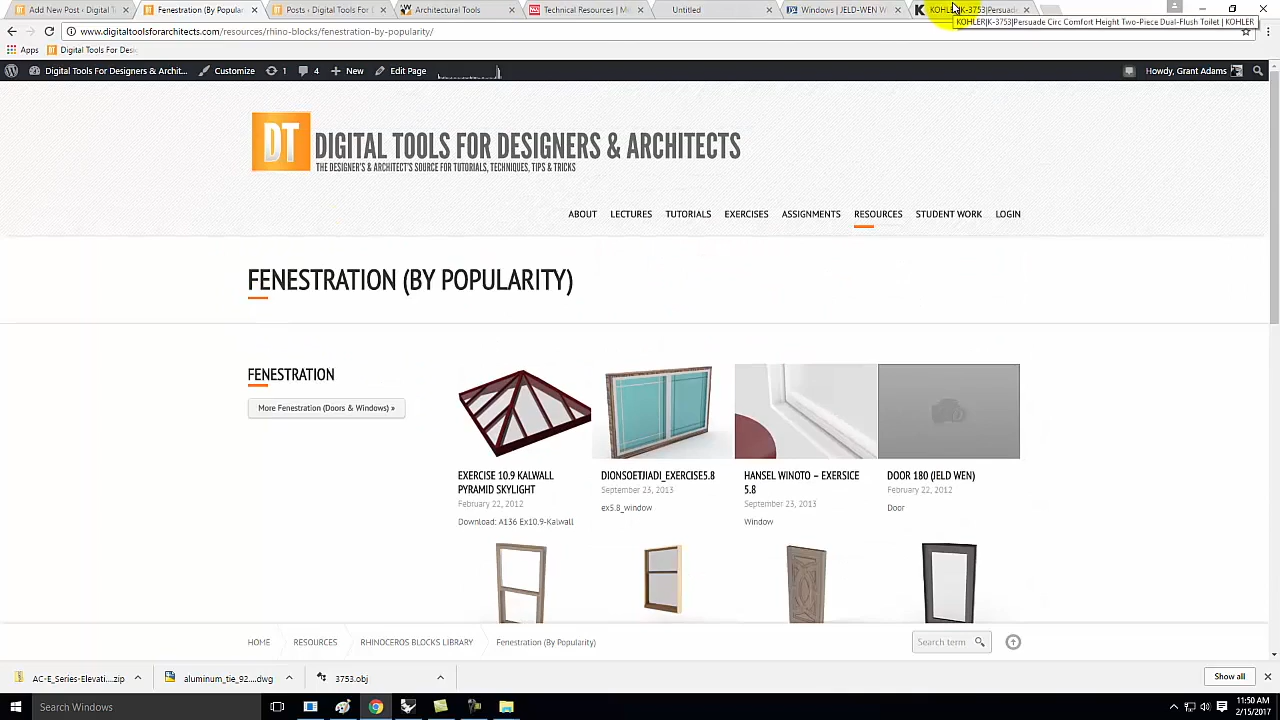 Add New Post ‹ Digital T
Fenestration (By Popula
Posts ‹ Digital Tools For D
Architectural Tools
Technical Resources | M
Untitled
Windows | JELD-WEN W
KOHLER|K-3753|Persuade
KOHLER|K-3753|Persuade Circ Comfort Height Two-Piece Dual-Flush Toilet | KOHLER
www.digitaltoolsforarchitects.com/resources/rhino-blocks/fenestration-by-popularity/
Apps
Digital Tools For Desi
Digital Tools For Designers & Archit...
Customize
1
4
New
Edit Page
Howdy, Grant Adams
DT
DIGITAL TOOLS FOR DESIGNERS & ARCHITECTS
THE DESIGNER'S & ARCHITECT'S SOURCE FOR TUTORIALS, TECHNIQUES, TIPS & TRICKS
ABOUT LECTURES TUTORIALS EXERCISES ASSIGNMENTS RESOURCES STUDENT WORK LOGIN
FENESTRATION (BY POPULARITY)
FENESTRATION
More Fenestration (Doors & Windows) »
EXERCISE 10.9 KALWALL
PYRAMID SKYLIGHT
February 22, 2012
Download: A136 Ex10.9-Kalwall
DIONSOETJIADI_EXERCISE5.8
September 23, 2013
ex5.8_window
HANSEL WINOTO – EXERSICE
5.8
September 23, 2013
Window
DOOR 180 (JELD WEN)
February 22, 2012
Door
HOME
RESOURCES
RHINOCEROS BLOCKS LIBRARY
Fenestration (By Popularity)
Search term
AC-E_Series-Elevati....zip
aluminum_tie_92....dwg
3753.obj
Show all
Search Windows
11:50 AM
2/15/2017